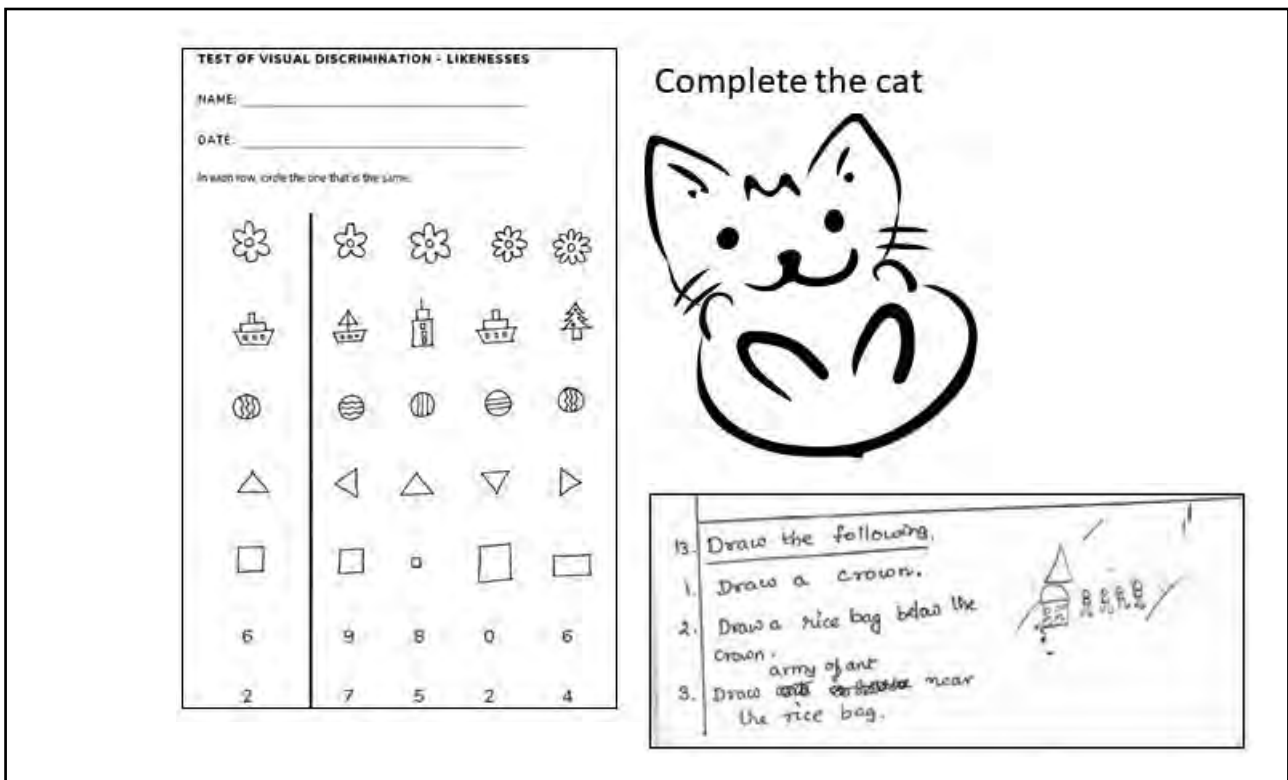 TEST OF VISUAL DISCRIMINATION - LIKENESSES
NAME:
DATE:
In each row, circle the one that is the same.
6 9 8 0 6
2 7 5 2 4
Complete the cat
13. Draw the following.
1. Draw a crown.
2. Draw a rice bag below the
crown.
army of ant
3. Draw near
the rice bag.